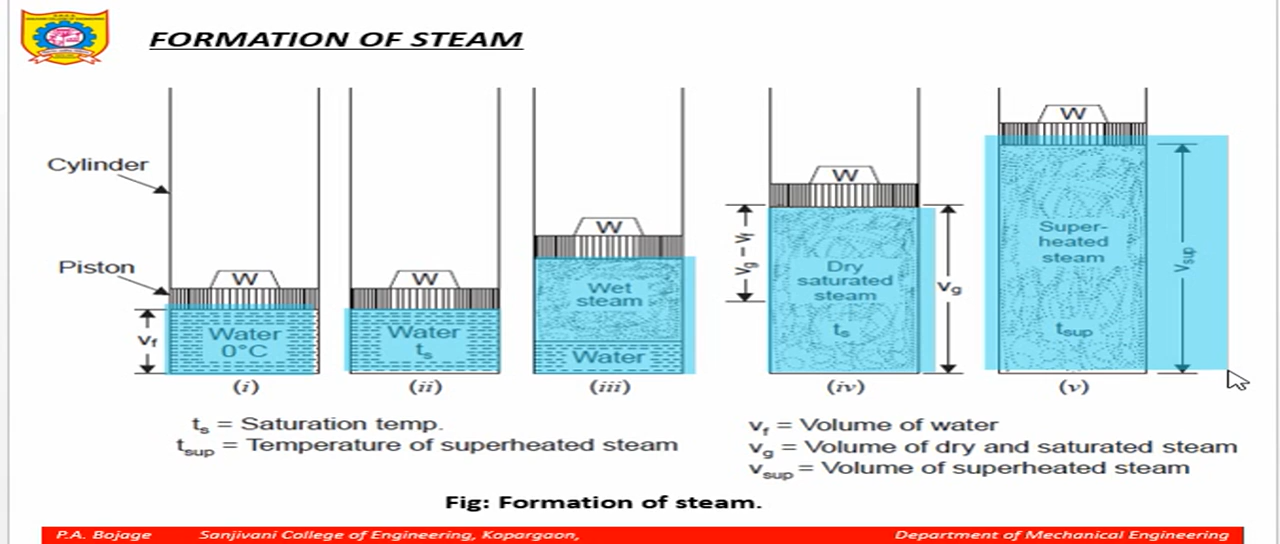 FORMATION OF STEAM
Cylinder
Piston
W
Water
0°C
vf
(i)
W
Water
ts
(ii)
W
Wet
steam
Water
(iii)
W
Dry
saturated
steam
ts
vg – vf
vg
(iv)
W
Super-
heated
steam
tsup
vsup
(v)
ts = Saturation temp.
tsup = Temperature of superheated steam
vf = Volume of water
vg = Volume of dry and saturated steam
vsup = Volume of superheated steam
Fig: Formation of steam.
P.A. Bojage Sanjivani College of Engineering, Kopargaon, Department of Mechanical Engineering